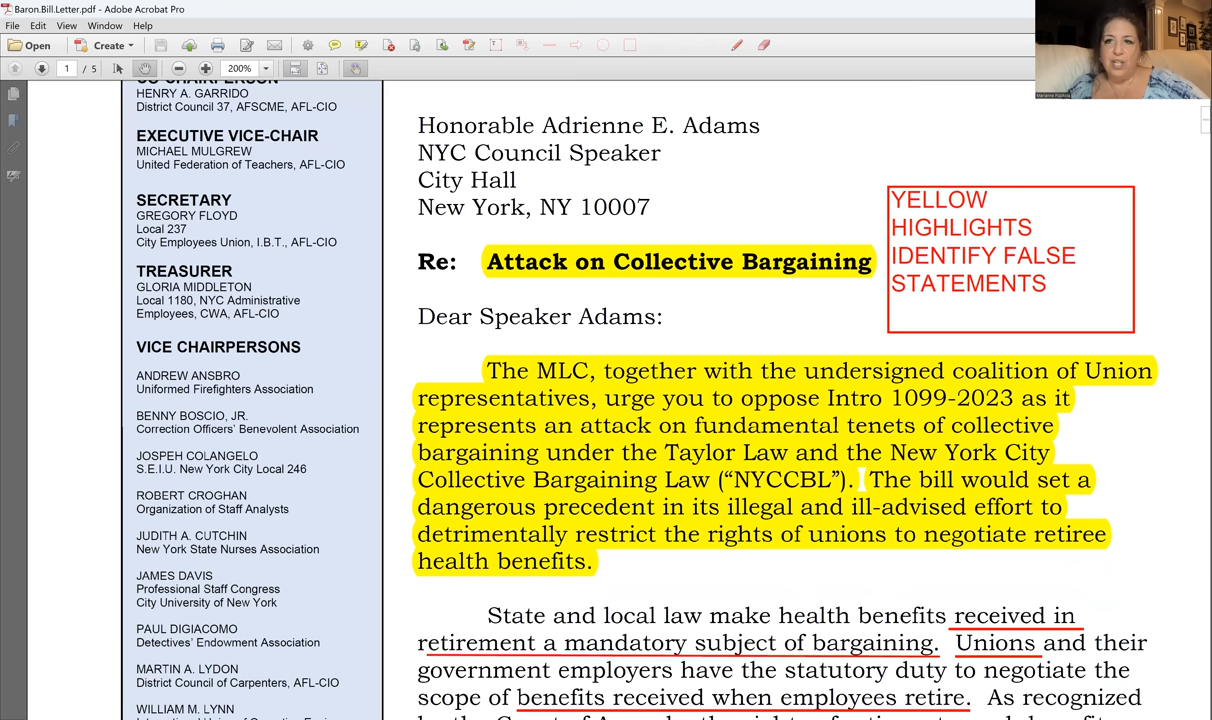 Baron.Bill.Letter.pdf - Adobe Acrobat Pro
File Edit View Window Help
Open Create
1 / 5 200%
CO-CHAIRPERSON
HENRY A. GARRIDO
District Council 37, AFSCME, AFL-CIO
EXECUTIVE VICE-CHAIR
MICHAEL MULGREW
United Federation of Teachers, AFL-CIO
SECRETARY
GREGORY FLOYD
Local 237
City Employees Union, I.B.T., AFL-CIO
TREASURER
GLORIA MIDDLETON
Local 1180, NYC Administrative
Employees, CWA, AFL-CIO
VICE CHAIRPERSONS
ANDREW ANSBRO
Uniformed Firefighters Association
BENNY BOSCIO, JR.
Correction Officers' Benevolent Association
JOSPEH COLANGELO
S.E.I.U. New York City Local 246
ROBERT CROGHAN
Organization of Staff Analysts
JUDITH A. CUTCHIN
New York State Nurses Association
JAMES DAVIS
Professional Staff Congress
City University of New York
PAUL DIGIACOMO
Detectives' Endowment Association
MARTIN A. LYDON
District Council of Carpenters, AFL-CIO
WILLIAM M. LYNN
Honorable Adrienne E. Adams
NYC Council Speaker
City Hall
New York, NY 10007
YELLOW
HIGHLIGHTS
IDENTIFY FALSE
STATEMENTS
Re: Attack on Collective Bargaining
Dear Speaker Adams:
The MLC, together with the undersigned coalition of Union
representatives, urge you to oppose Intro 1099-2023 as it
represents an attack on fundamental tenets of collective
bargaining under the Taylor Law and the New York City
Collective Bargaining Law (“NYCCBL”). The bill would set a
dangerous precedent in its illegal and ill-advised effort to
detrimentally restrict the rights of unions to negotiate retiree
health benefits.
State and local law make health benefits received in
retirement a mandatory subject of bargaining. Unions and their
government employers have the statutory duty to negotiate the
scope of benefits received when employees retire. As recognized